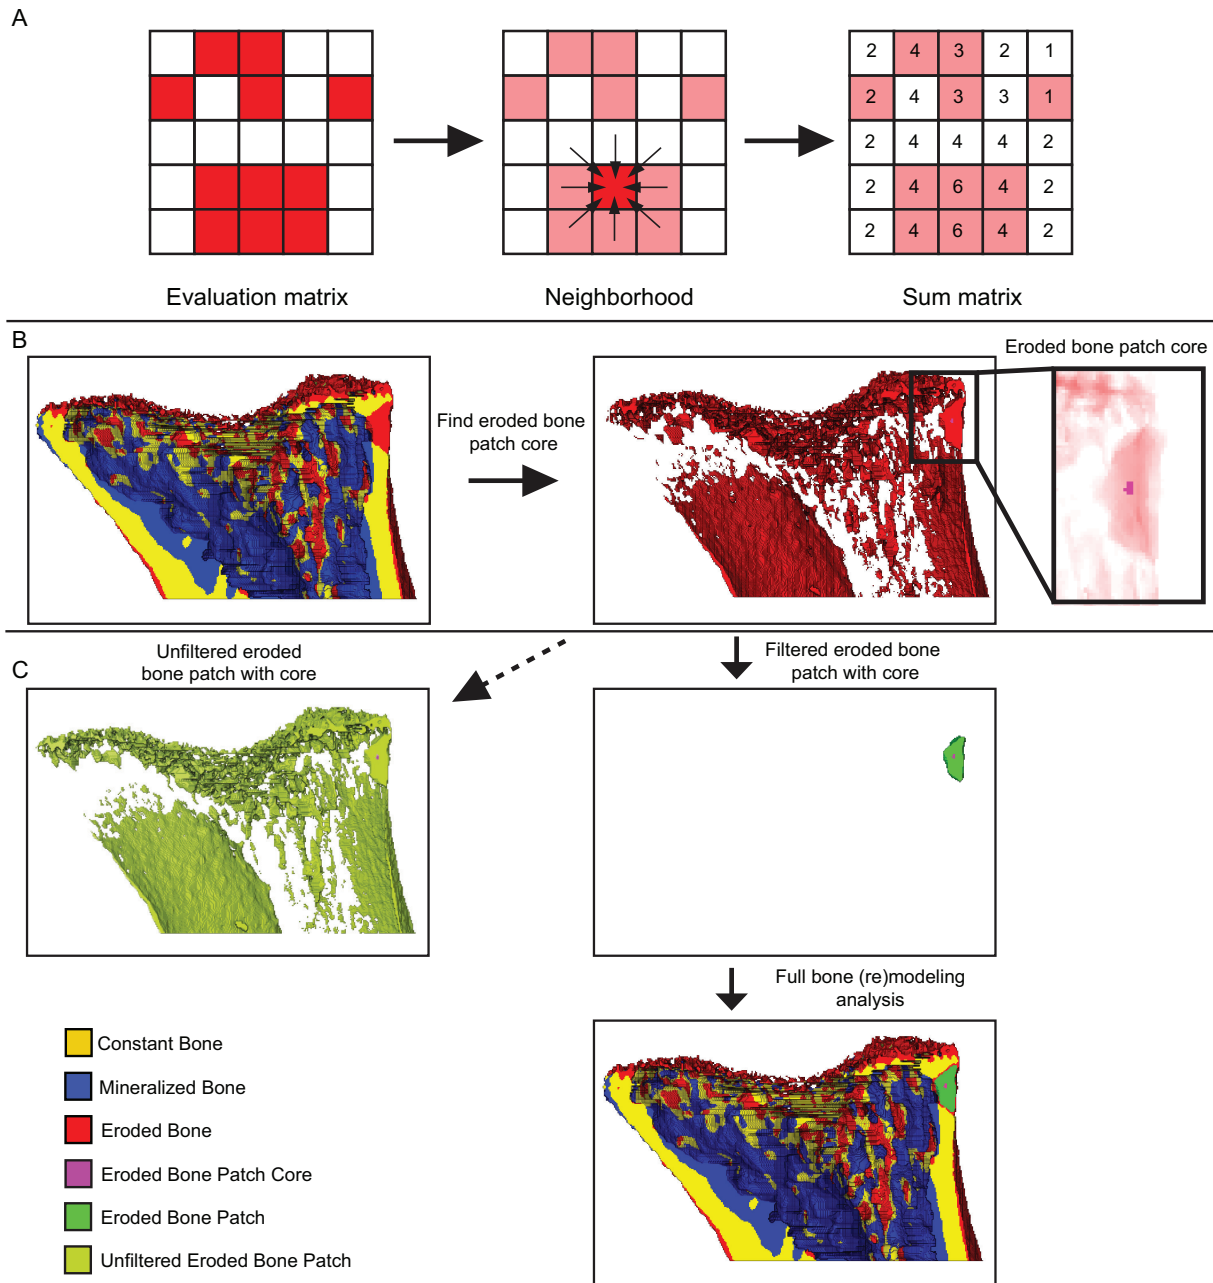 A
2 4 3 2 1
2 4 3 3 1
2 4 4 4 2
2 4 6 4 2
2 4 6 4 2
Evaluation matrix
Neighborhood
Sum matrix
B
Find eroded bone
patch core
Eroded bone patch core
C
Unfiltered eroded
bone patch with core
Filtered eroded bone
patch with core
Full bone (re)modeling
analysis
Constant Bone
Mineralized Bone
Eroded Bone
Eroded Bone Patch Core
Eroded Bone Patch
Unfiltered Eroded Bone Patch